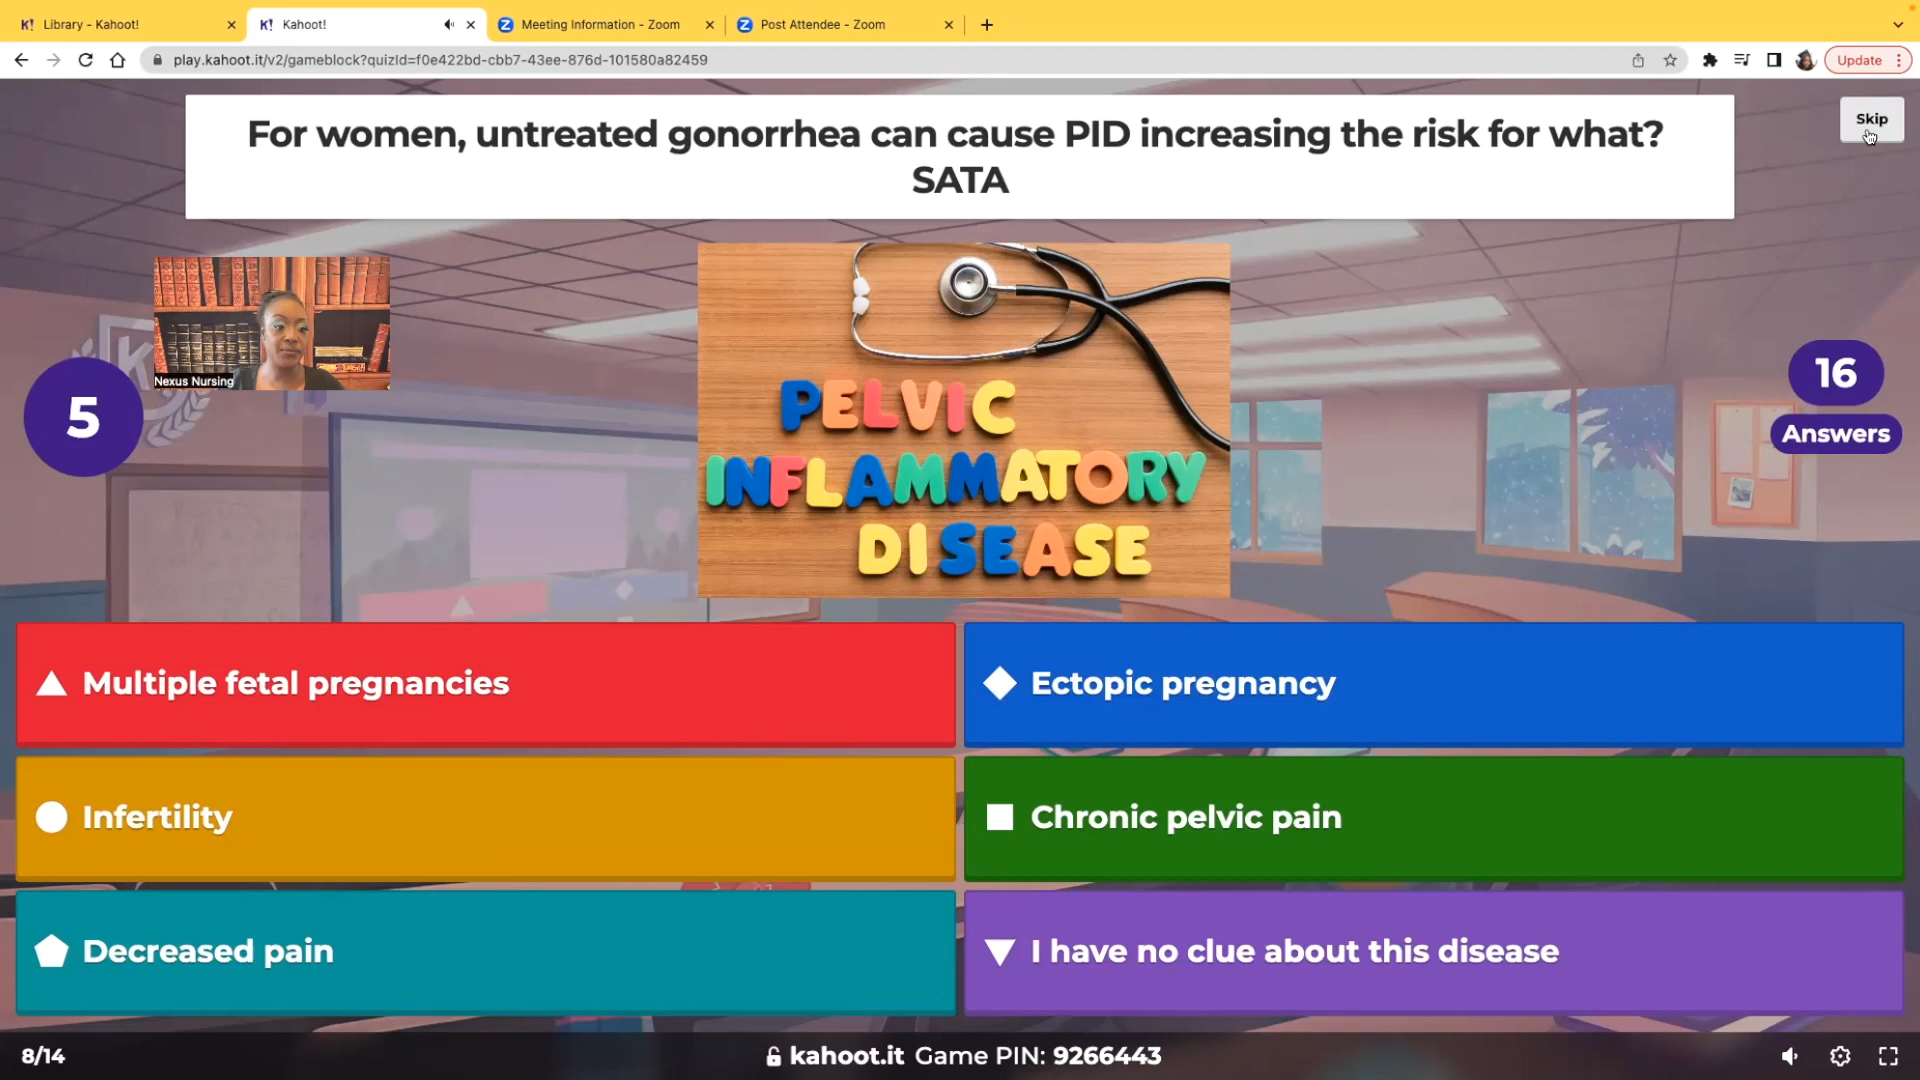 Library - Kahoot!
Kahoot!
Meeting Information - Zoom
Post Attendee - Zoom
play.kahoot.it/v2/gameblock?quizId=f0e422bd-cbb7-43ee-876d-101580a82459
Update
For women, untreated gonorrhea can cause PID increasing the risk for what?
SATA
Skip
Nexus Nursing
5
PELVIC
INFLAMMATORY
DISEASE
16
Answers
Multiple fetal pregnancies
Ectopic pregnancy
Infertility
Chronic pelvic pain
Decreased pain
I have no clue about this disease
8/14
kahoot.it Game PIN: 9266443